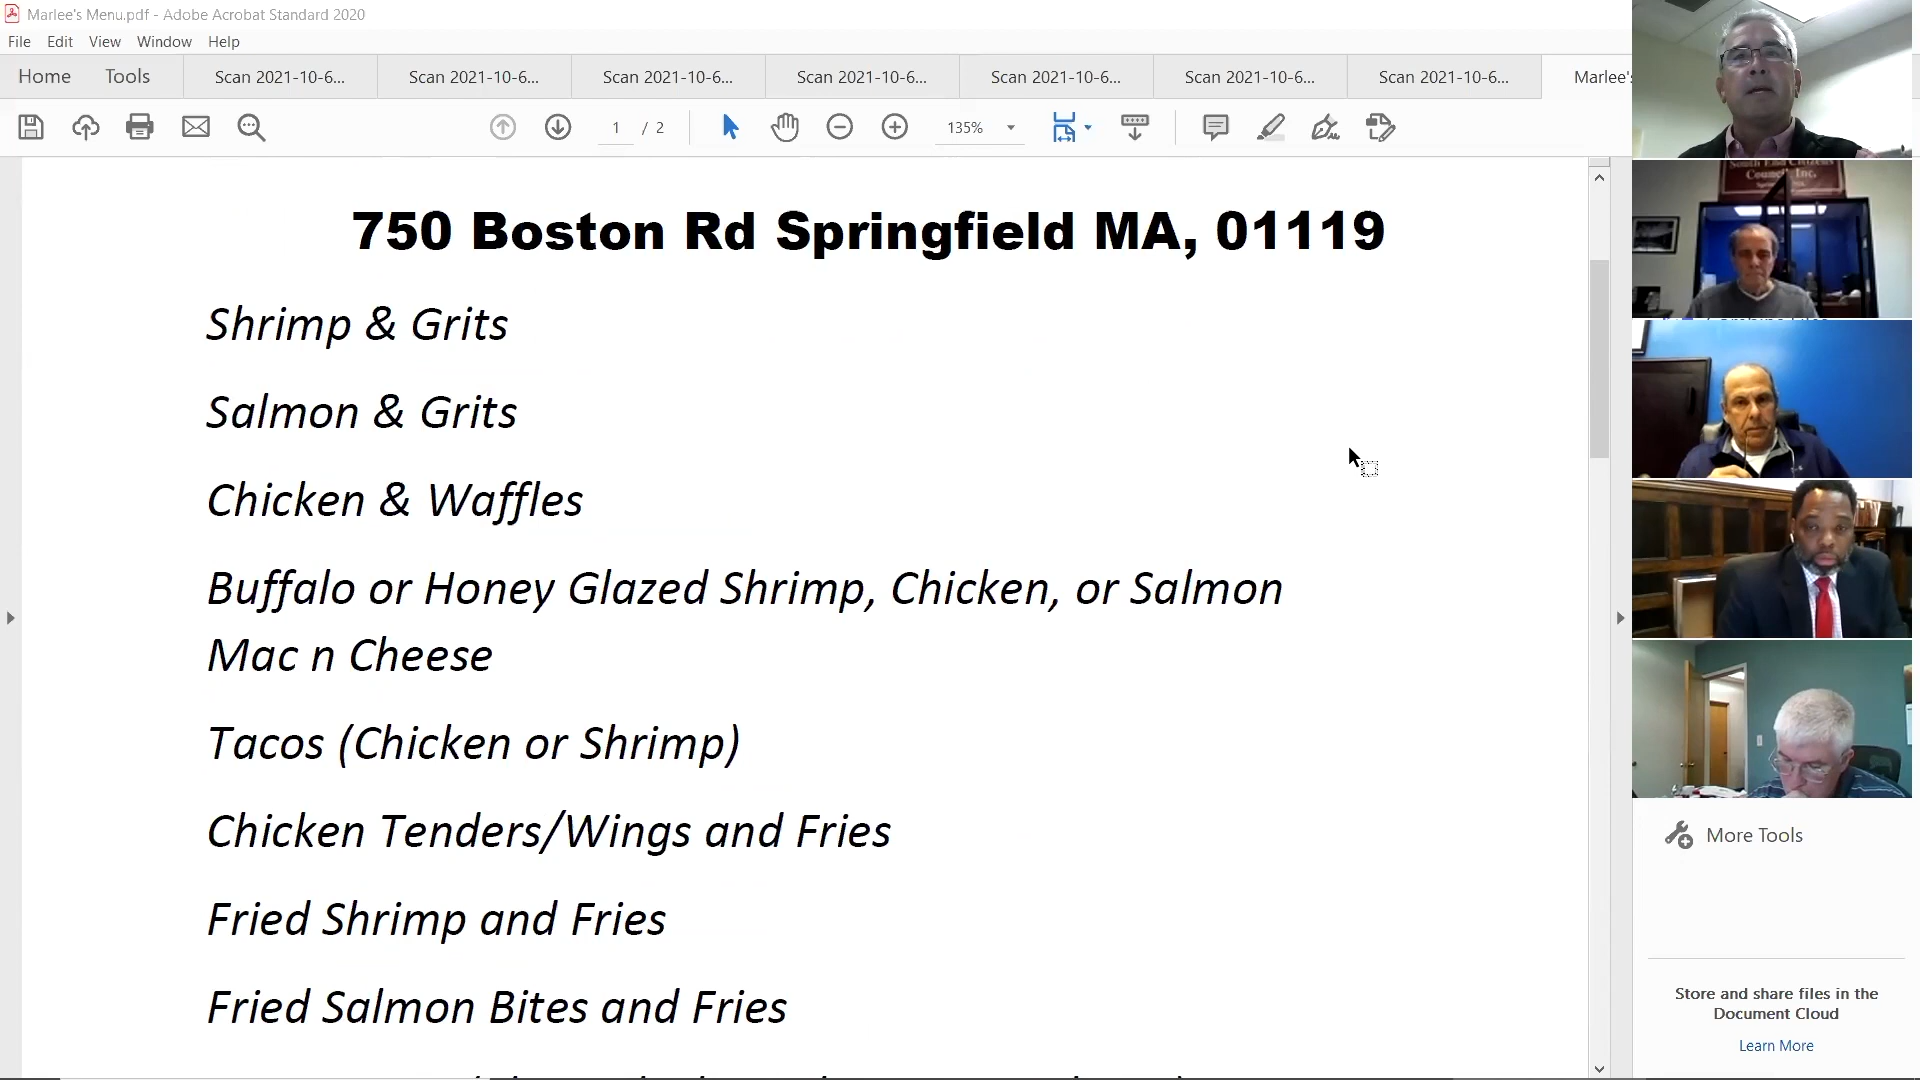 Marlee's Menu.pdf - Adobe Acrobat Standard 2020
File Edit View Window Help
Home Tools Scan 2021-10-6... Scan 2021-10-6... Scan 2021-10-6... Scan 2021-10-6... Scan 2021-10-6... Scan 2021-10-6... Scan 2021-10-6... Marlee's
1 / 2 135%
750 Boston Rd Springfield MA, 01119
Shrimp & Grits
Salmon & Grits
Chicken & Waffles
Buffalo or Honey Glazed Shrimp, Chicken, or Salmon
Mac n Cheese
Tacos (Chicken or Shrimp)
Chicken Tenders/Wings and Fries
Fried Shrimp and Fries
Fried Salmon Bites and Fries
South End Citizens
Council, Inc.
More Tools
Store and share files in the
Document Cloud
Learn More